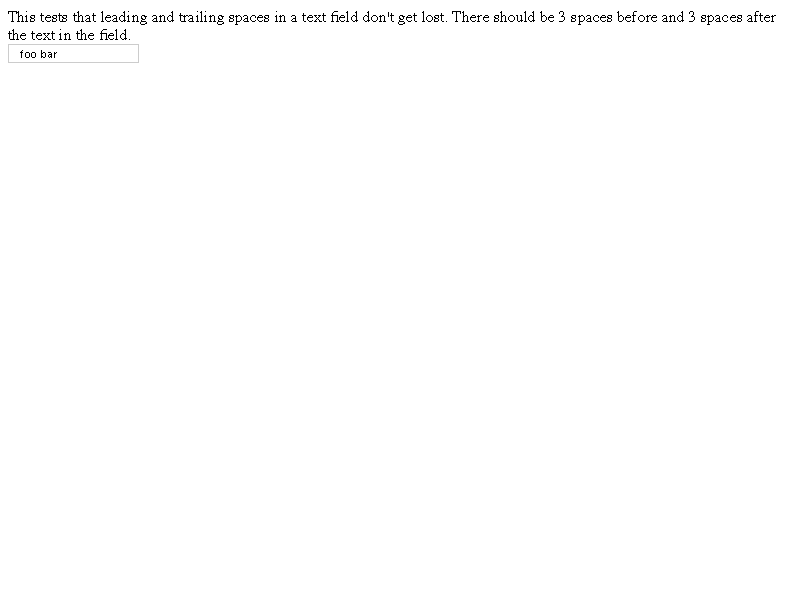 This tests that leading and trailing spaces in a text field don't get lost. There should be 3 spaces before and 3 spaces after
the text in the field.
   foo bar